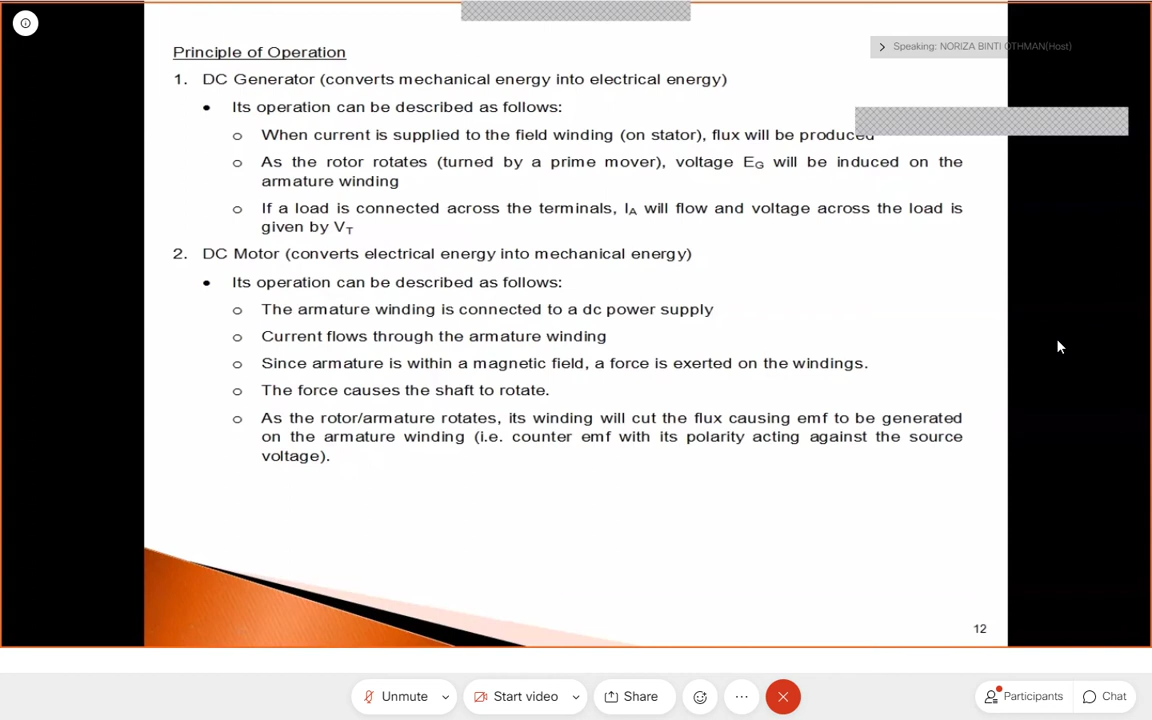 Principle of Operation
Speaking: NORIZA BINTI OTHMAN(Host)
1. DC Generator (converts mechanical energy into electrical energy)
• Its operation can be described as follows:
o When current is supplied to the field winding (on stator), flux will be produced
o As the rotor rotates (turned by a prime mover), voltage EG will be induced on the
armature winding
o If a load is connected across the terminals, IA will flow and voltage across the load is
given by VT
2. DC Motor (converts electrical energy into mechanical energy)
• Its operation can be described as follows:
o The armature winding is connected to a dc power supply
o Current flows through the armature winding
o Since armature is within a magnetic field, a force is exerted on the windings.
o The force causes the shaft to rotate.
o As the rotor/armature rotates, its winding will cut the flux causing emf to be generated
on the armature winding (i.e. counter emf with its polarity acting against the source
voltage).
12
Unmute
Start video
Share
Participants
Chat